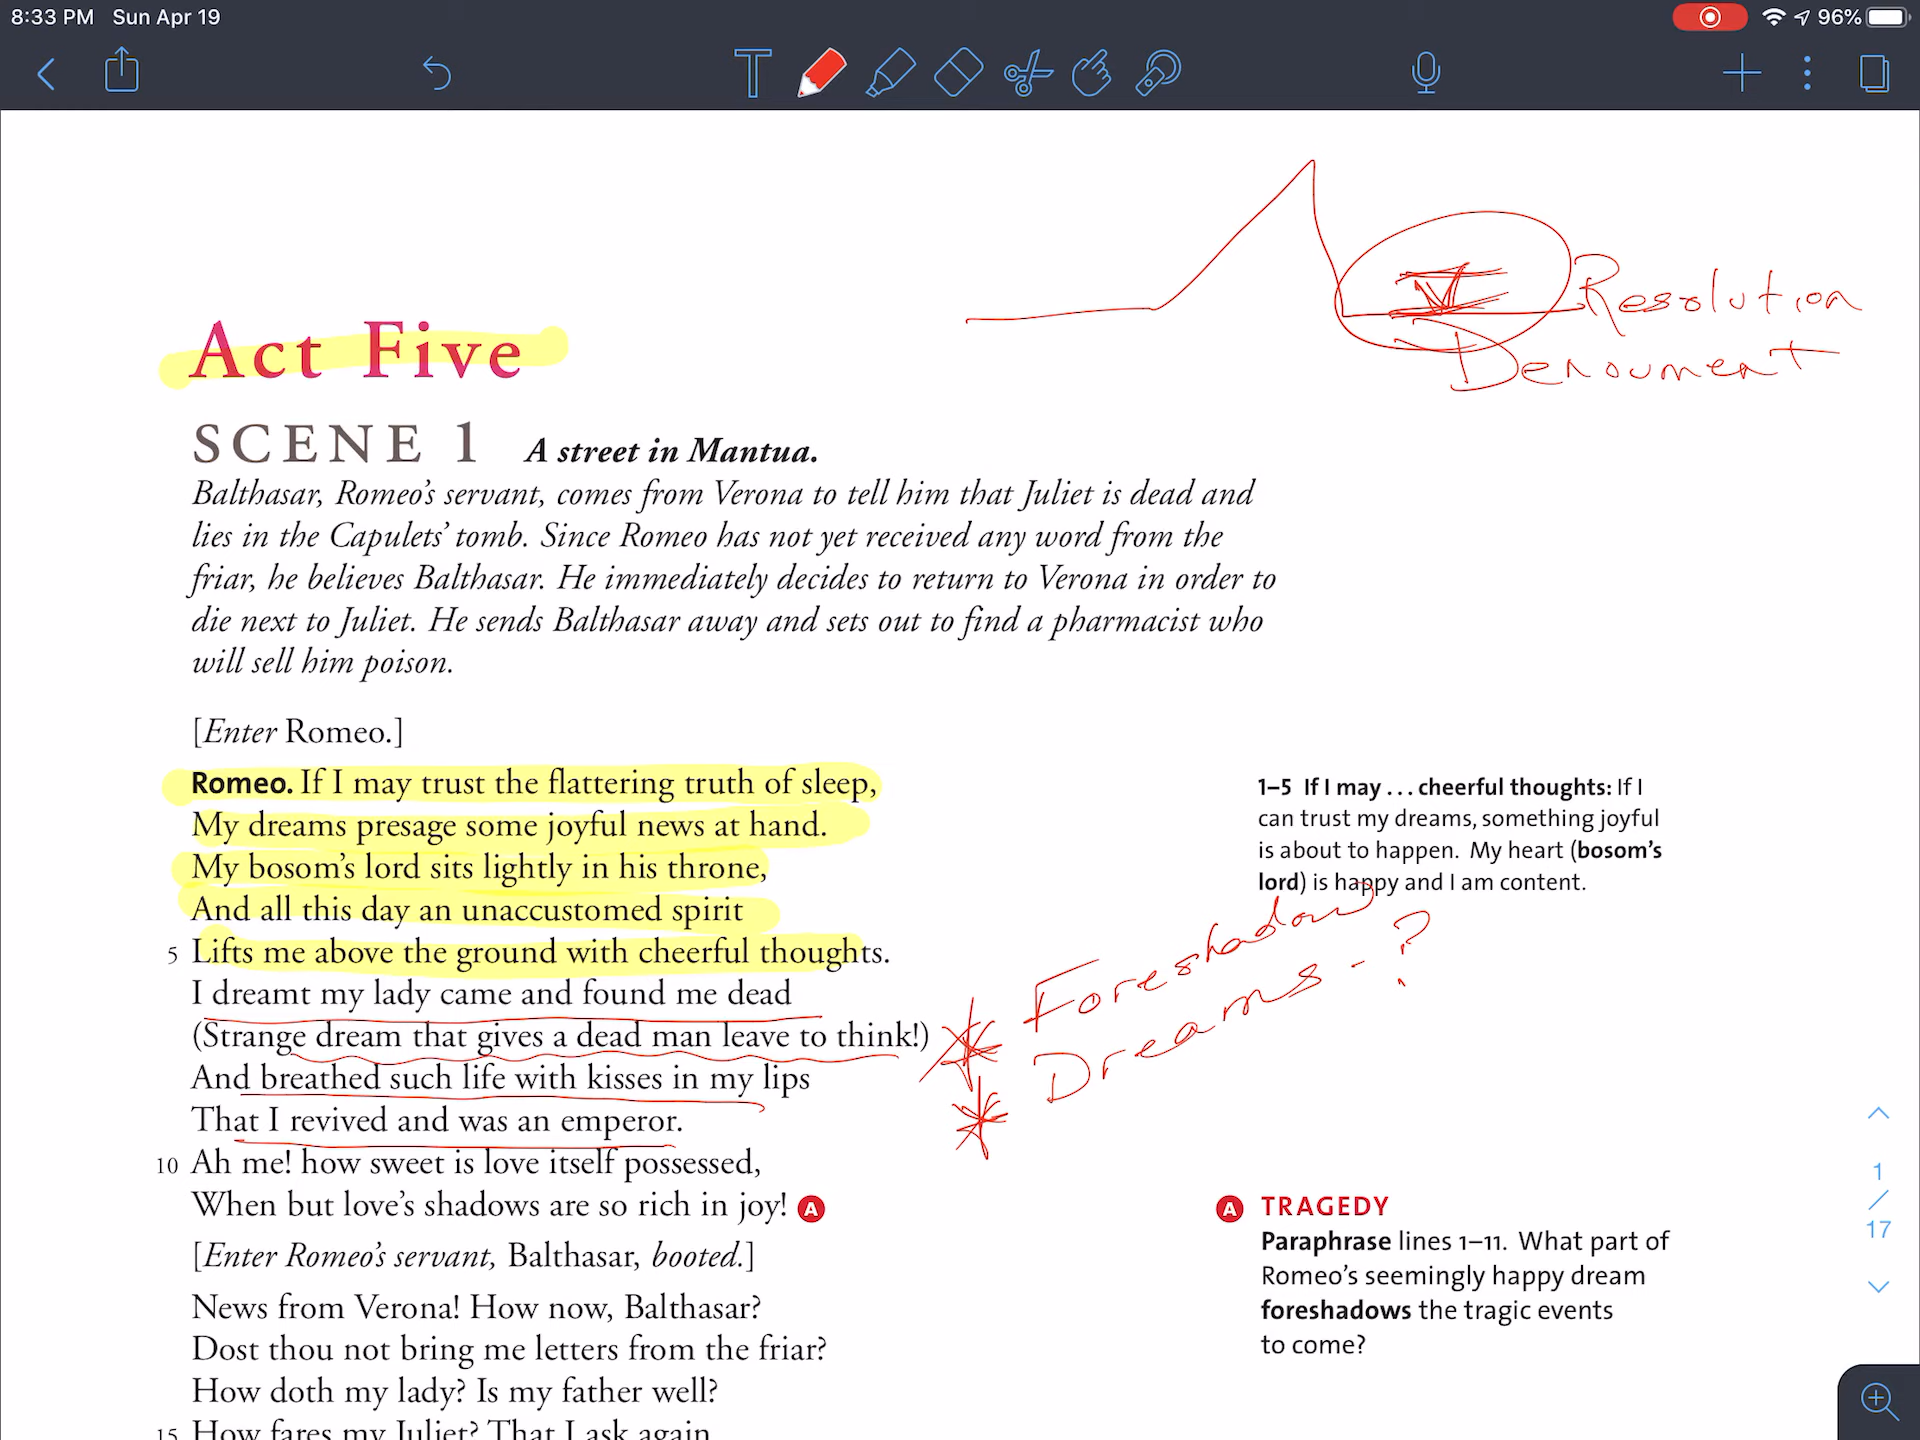 8:33 PM Sun Apr 19
96%
T
V
Resolution
Denoument
Act Five
SCENE 1 A street in Mantua.
Balthasar, Romeo's servant, comes from Verona to tell him that Juliet is dead and
lies in the Capulets' tomb. Since Romeo has not yet received any word from the
friar, he believes Balthasar. He immediately decides to return to Verona in order to
die next to Juliet. He sends Balthasar away and sets out to find a pharmacist who
will sell him poison.
[Enter Romeo.]
Romeo. If I may trust the flattering truth of sleep,
My dreams presage some joyful news at hand.
My bosom's lord sits lightly in his throne,
And all this day an unaccustomed spirit
5 Lifts me above the ground with cheerful thoughts.
I dreamt my lady came and found me dead
(Strange dream that gives a dead man leave to think!)
And breathed such life with kisses in my lips
That I revived and was an emperor.
10 Ah me! how sweet is love itself possessed,
When but love's shadows are so rich in joy! A
[Enter Romeo's servant, Balthasar, booted.]
News from Verona! How now, Balthasar?
Dost thou not bring me letters from the friar?
How doth my lady? Is my father well?
15 How fares my Juliet? That I ask again,
1–5 If I may . . . cheerful thoughts: If I
can trust my dreams, something joyful
is about to happen. My heart (bosom's
lord) is happy and I am content.
Foreshadow
Dreams - ?
A TRAGEDY
Paraphrase lines 1–11. What part of
Romeo's seemingly happy dream
foreshadows the tragic events
to come?
1
/
17